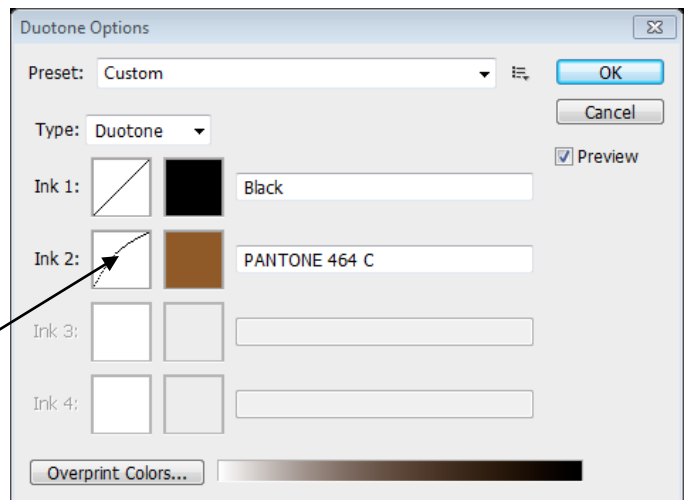 Duotone Options
Preset: Custom
OK
Cancel
Type: Duotone
Preview
Ink 1: Black
Ink 2: PANTONE 464 C
Ink 3:
Ink 4:
Overprint Colors...